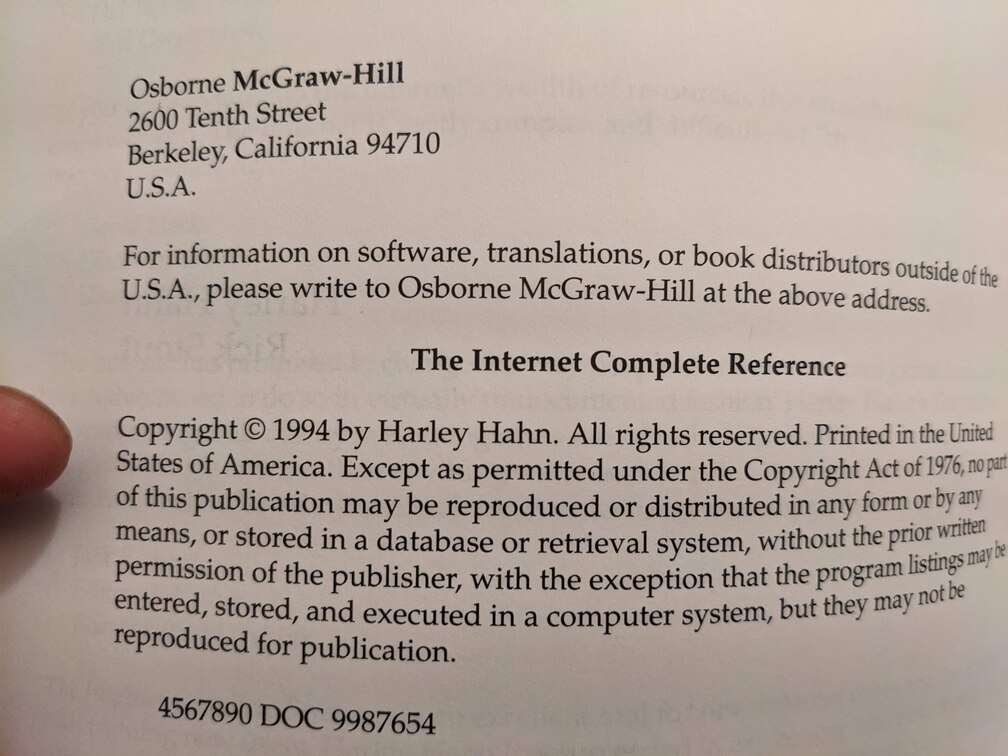 Osborne McGraw-Hill
2600 Tenth Street
Berkeley, California 94710
U.S.A.
For information on software, translations, or book distributors outside of the
U.S.A., please write to Osborne McGraw-Hill at the above address.
The Internet Complete Reference
Copyright © 1994 by Harley Hahn. All rights reserved. Printed in the United
States of America. Except as permitted under the Copyright Act of 1976, no part
of this publication may be reproduced or distributed in any form or by any
means, or stored in a database or retrieval system, without the prior written
permission of the publisher, with the exception that the program listings may be
entered, stored, and executed in a computer system, but they may not be
reproduced for publication.
4567890 DOC 9987654